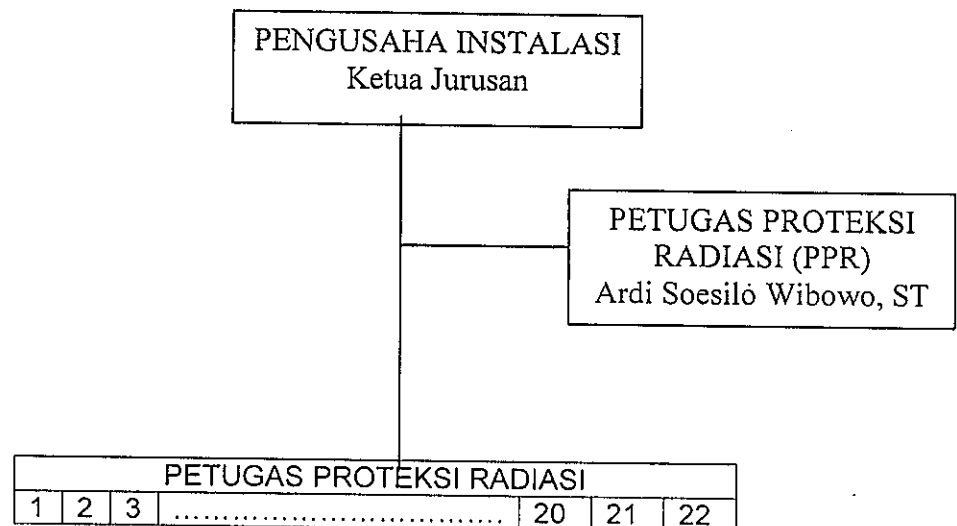 PENGUSAHA INSTALASI
Ketua Jurusan
PETUGAS PROTEKSI
RADIASI (PPR)
Ardi Soesilo Wibowo, ST
PETUGAS PROTEKSI RADIASI
1 2 3 ................................ 20 21 22